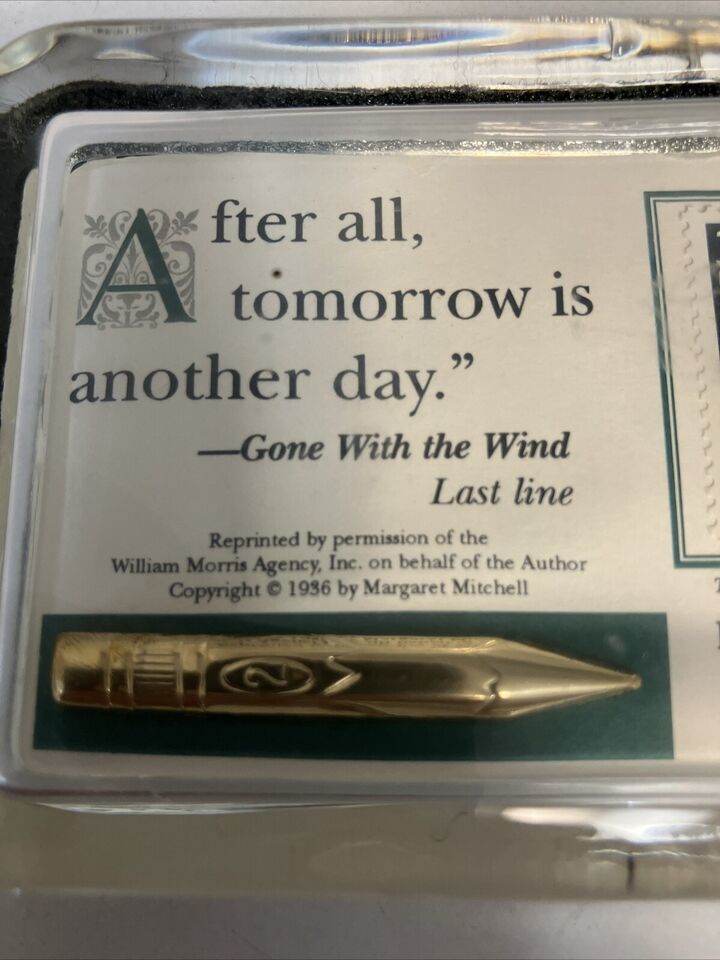 After all,
tomorrow is
another day.”
—Gone With the Wind
Last line
Reprinted by permission of the
William Morris Agency, Inc. on behalf of the Author
Copyright © 1936 by Margaret Mitchell
2